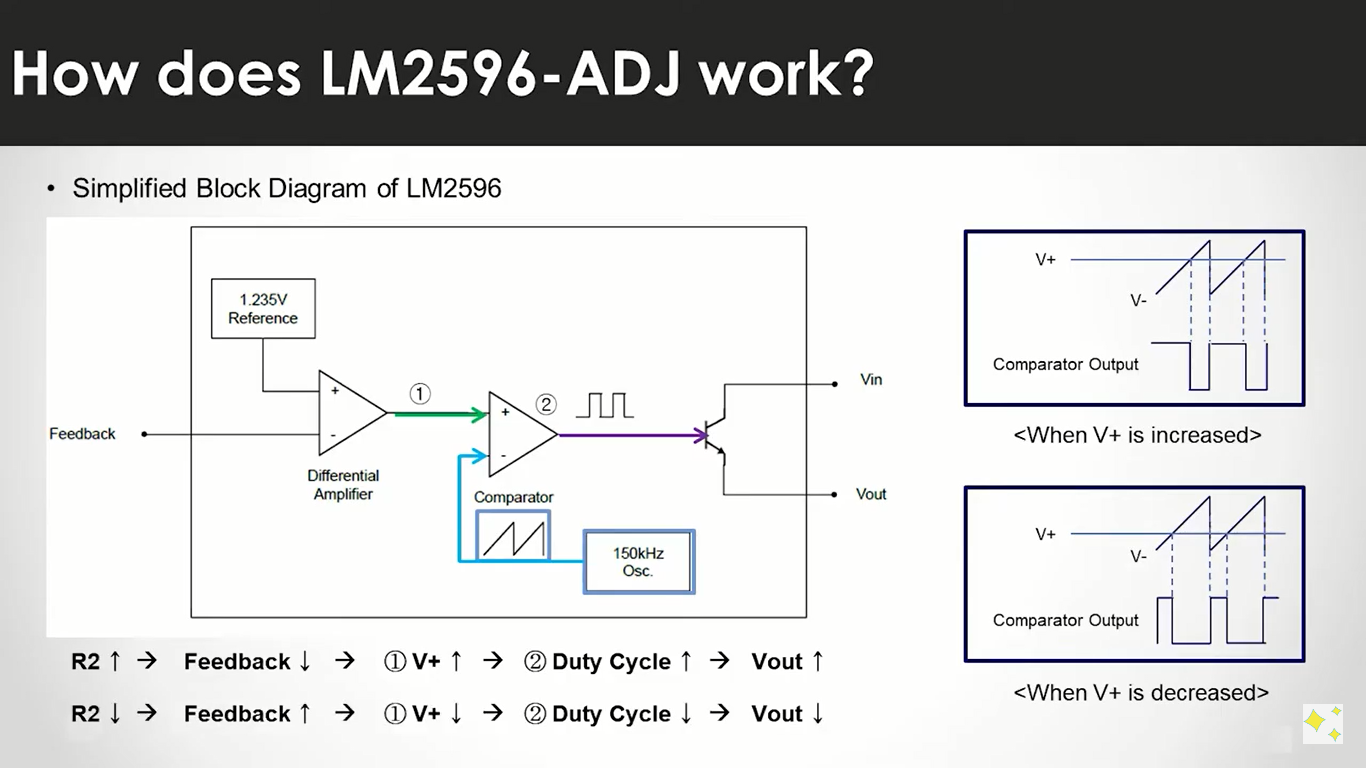 How does LM2596-ADJ work?
• Simplified Block Diagram of LM2596
1.235V
Reference
+
-
Feedback
Differential
Amplifier
①
+
-
②
Comparator
150kHz
Osc.
Vin
Vout
V+
V-
Comparator Output
<When V+ is increased>
V+
V-
Comparator Output
<When V+ is decreased>
R2 ↑ → Feedback ↓ → ① V+ ↑ → ② Duty Cycle ↑ → Vout ↑
R2 ↓ → Feedback ↑ → ① V+ ↓ → ② Duty Cycle ↓ → Vout ↓